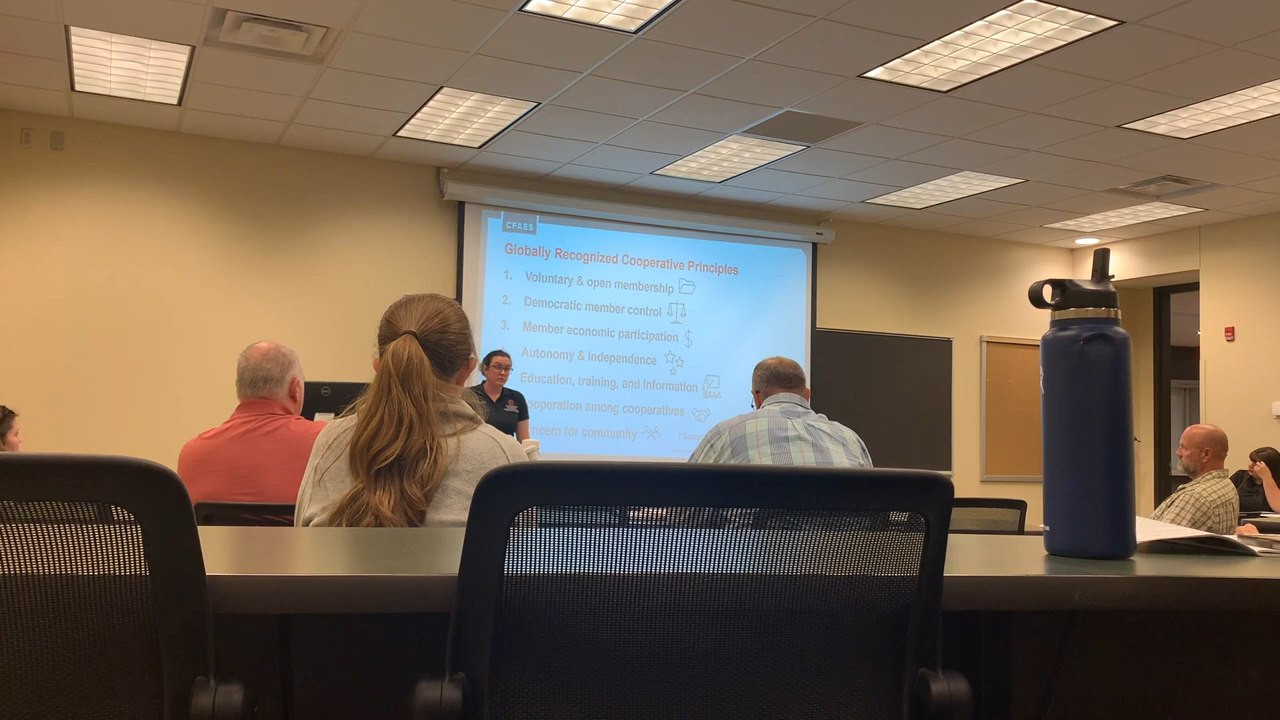 CFAES
Globally Recognized Cooperative Principles
1. Voluntary & open membership
2. Democratic member control
3. Member economic participation $
Autonomy & Independence
Education, training, and information
ooperation among cooperatives
ncern for community
DELL